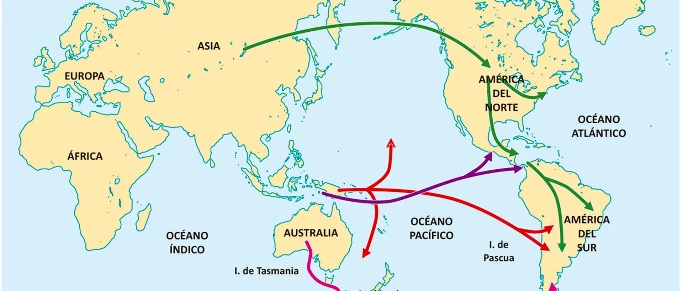 ASIA
EUROPA
AMÉRICA
DEL
NORTE
OCÉANO
ATLÁNTICO
ÁFRICA
OCÉANO
ÍNDICO
AUSTRALIA
OCÉANO
PACÍFICO
AMÉRICA
DEL
SUR
I. de
Pascua
I. de Tasmania